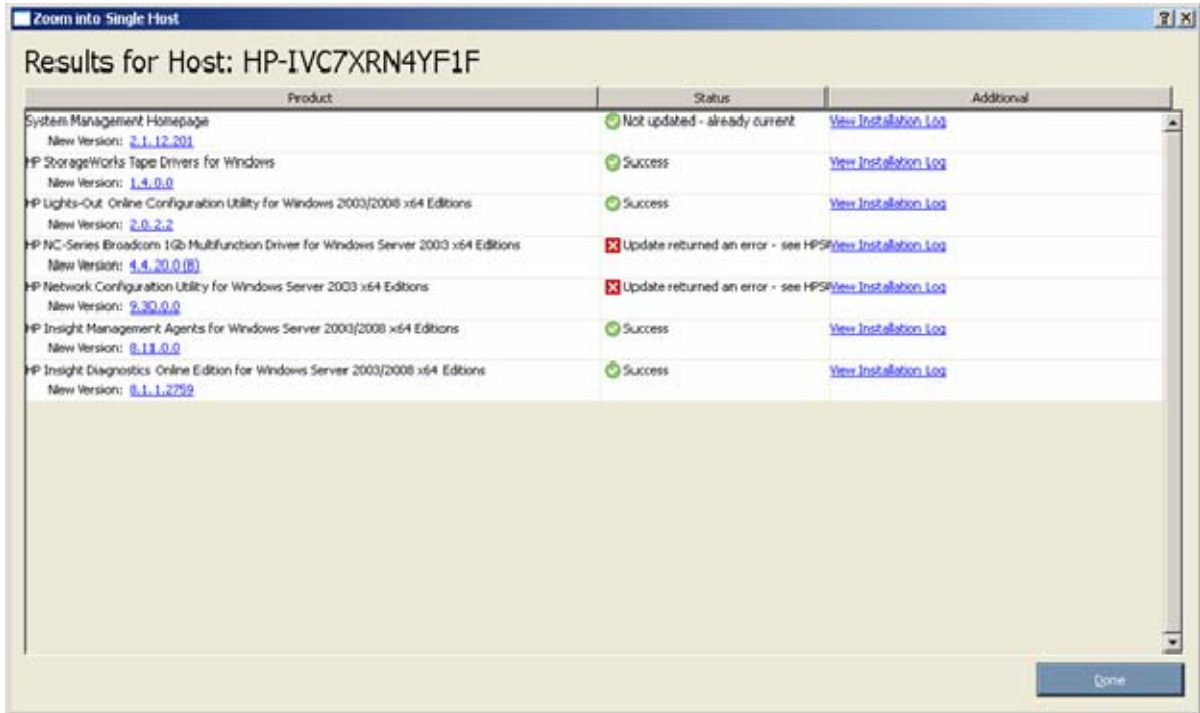 Zoom into Single Host
Results for Host: HP-IVC7XRN4YF1F
Product Status Additional
System Management Homepage Not updated - already current View Installation Log
New Version: 2.1.12.201
HP StorageWorks Tape Drivers for Windows Success View Installation Log
New Version: 1.4.0.0
HP Lights-Out Online Configuration Utility for Windows 2003/2008 x64 Editions Success View Installation Log
New Version: 2.0.2.2
HP NC-Series Broadcom 1Gb Multifunction Driver for Windows Server 2003 x64 Editions Update returned an error - see HPS View Installation Log
New Version: 4.4.20.0 (B)
HP Network Configuration Utility for Windows Server 2003 x64 Editions Update returned an error - see HPS View Installation Log
New Version: 9.30.0.0
HP Insight Management Agents for Windows Server 2003/2008 x64 Editions Success View Installation Log
New Version: 8.11.0.0
HP Insight Diagnostics Online Edition for Windows Server 2003/2008 x64 Editions Success View Installation Log
New Version: 8.1.1.2759
Done